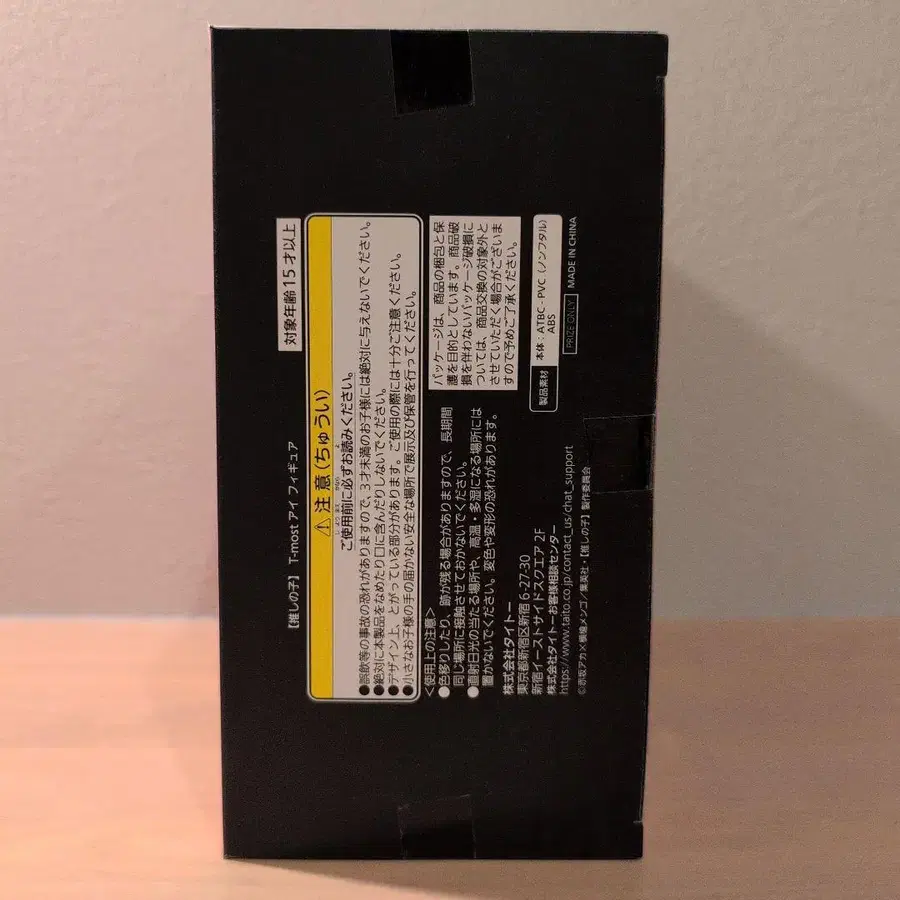 【推しの子】 T-most アイ フィギュア
対象年齢15才以上
⚠注意(ちゅうい)
ご使用前に必ずお読みください。
●誤飲等の事故の恐れがありますので、3才未満のお子様には絶対に与えないでください。
●絶対に本製品をなめたり口に含んだりしないでください。
●デザイン上、とがっている部分があります。ご使用の際には十分ご注意ください。
●小さなお子様の手の届かない安全な場所で展示及び保管を行ってください。
<使用上の注意>
●色移りしたり、跡が残る場合がありますので、長期間
同じ場所に接触させておかないでください。
●直射日光の当たる場所や、高温・多湿になる場所には
置かないでください。変色や変形の恐れがあります。
パッケージは、商品の梱包と保
護を目的としています。商品破
損を伴わないパッケージ破損に
ついては、商品交換の対象外と
させていただく場合がございま
すので予めご了承ください。
株式会社タイトー
東京都新宿区新宿 6-27-30
新宿イーストサイドスクエア 2F
株式会社タイトーお客様相談センター
https://www.taito.co.jp/contact_us/chat_support
©赤坂アカ×横槍メンゴ/集英社・【推しの子】製作委員会
製品素材
本体:ATBC-PVC(ノンフタル)
ABS
PRIZE ONLY MADE IN CHINA